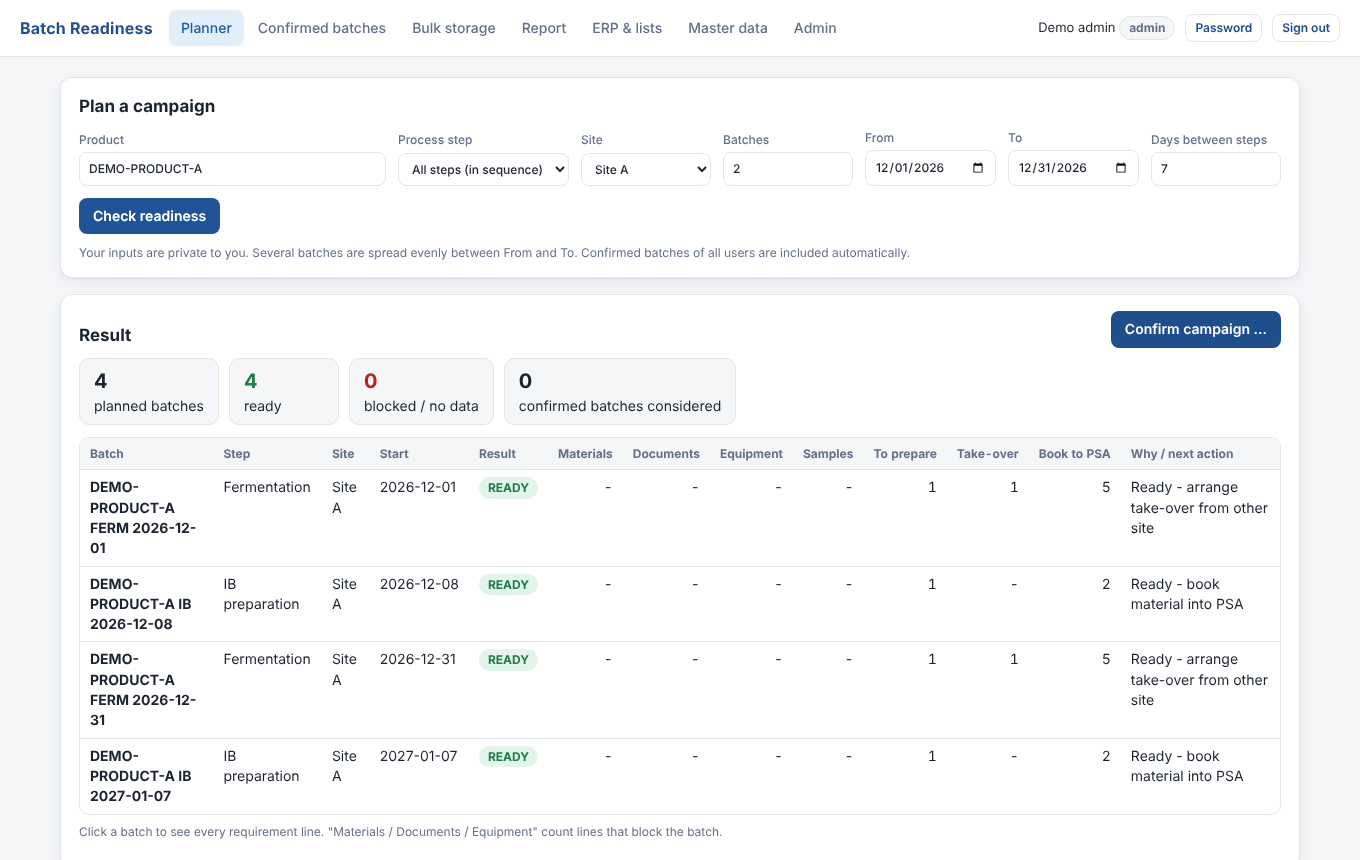 Batch Readiness Planner Confirmed batches Bulk storage Report ERP & lists Master data Admin Demo admin admin Password Sign out
Plan a campaign
Product Process step Site Batches From To Days between steps
DEMO-PRODUCT-A All steps (in sequence) Site A 2 12/01/2026 12/31/2026 7
Check readiness
Your inputs are private to you. Several batches are spread evenly between From and To. Confirmed batches of all users are included automatically.
Result Confirm campaign ...
4 4 0 0
planned batches ready blocked / no data confirmed batches considered
Batch Step Site Start Result Materials Documents Equipment Samples To prepare Take-over Book to PSA Why / next action
DEMO- Fermentation Site 2026-12-01 READY - - - - 1 1 5 Ready - arrange
PRODUCT-A A take-over from other
FERM 2026-12- site
01
DEMO- IB Site 2026-12-08 READY - - - - 1 - 2 Ready - book
PRODUCT-A IB preparation A material into PSA
2026-12-08
DEMO- Fermentation Site 2026-12-31 READY - - - - 1 1 5 Ready - arrange
PRODUCT-A A take-over from other
FERM 2026-12- site
31
DEMO- IB Site 2027-01-07 READY - - - - 1 - 2 Ready - book
PRODUCT-A IB preparation A material into PSA
2027-01-07
Click a batch to see every requirement line. "Materials / Documents / Equipment" count lines that block the batch.